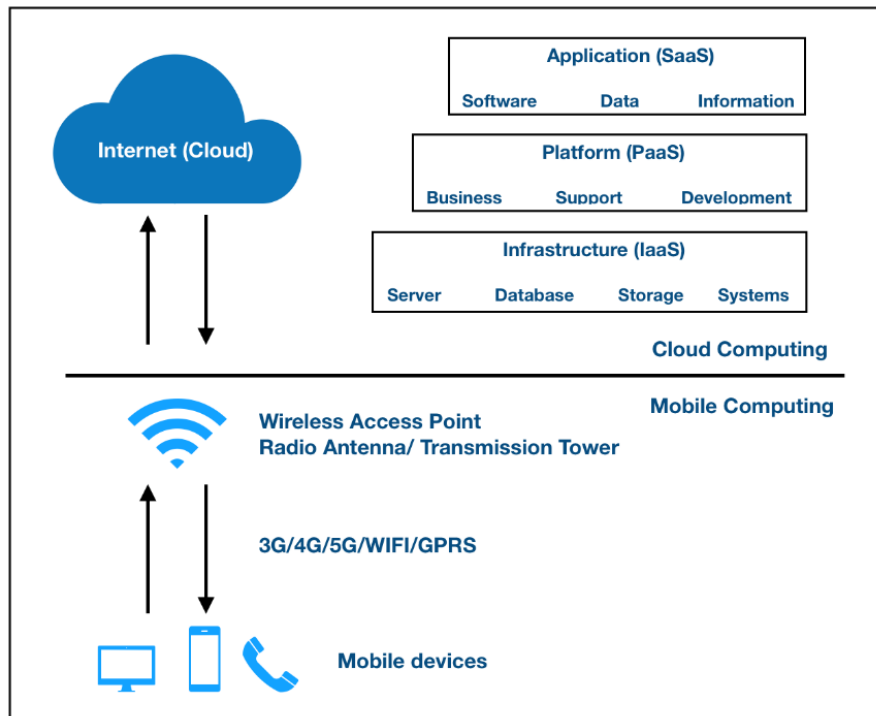 Internet (Cloud)
Application (SaaS)
Software Data Information
Platform (PaaS)
Business Support Development
Infrastructure (IaaS)
Server Database Storage Systems
Cloud Computing
Mobile Computing
Wireless Access Point
Radio Antenna/ Transmission Tower
3G/4G/5G/WIFI/GPRS
Mobile devices